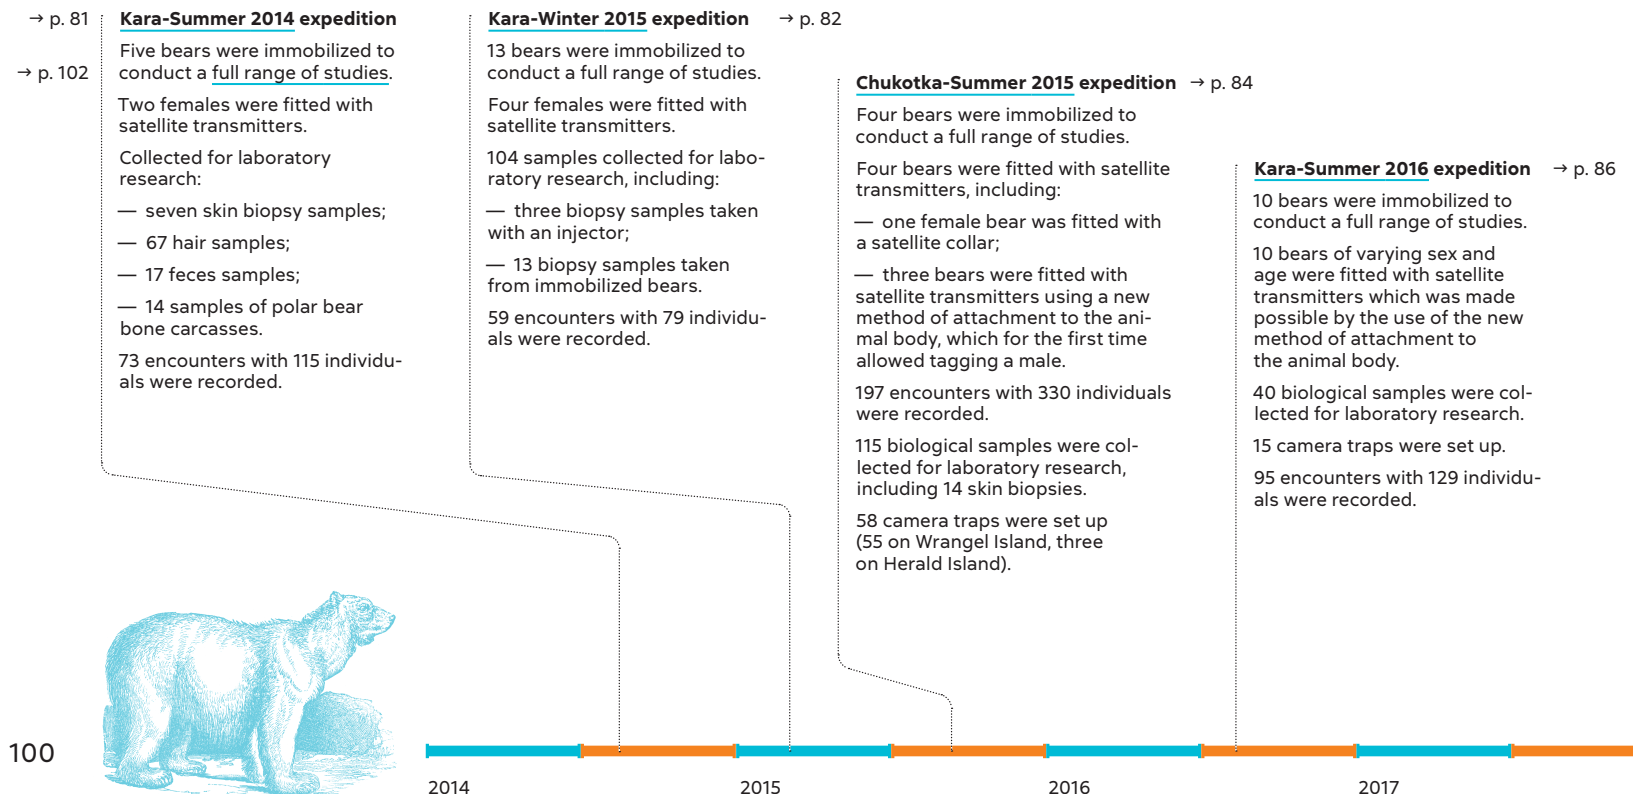 → p. 81
Kara-Summer 2014 expedition
Five bears were immobilized to
→ p. 102
conduct a full range of studies.
Two females were fitted with
satellite transmitters.
Collected for laboratory
research:
— seven skin biopsy samples;
— 67 hair samples;
— 17 feces samples;
— 14 samples of polar bear
bone carcasses.
73 encounters with 115 individu-
als were recorded.
Kara-Winter 2015 expedition → p. 82
13 bears were immobilized to
conduct a full range of studies.
Four females were fitted with
satellite transmitters.
104 samples collected for labo-
ratory research, including:
— three biopsy samples taken
with an injector;
— 13 biopsy samples taken
from immobilized bears.
59 encounters with 79 individu-
als were recorded.
Chukotka-Summer 2015 expedition → p. 84
Four bears were immobilized to
conduct a full range of studies.
Four bears were fitted with satellite
transmitters, including:
— one female bear was fitted with
a satellite collar;
— three bears were fitted with
satellite transmitters using a new
method of attachment to the ani-
mal body, which for the first time
allowed tagging a male.
197 encounters with 330 individuals
were recorded.
115 biological samples were col-
lected for laboratory research,
including 14 skin biopsies.
58 camera traps were set up
(55 on Wrangel Island, three
on Herald Island).
Kara-Summer 2016 expedition → p. 86
10 bears were immobilized to
conduct a full range of studies.
10 bears of varying sex and
age were fitted with satellite
transmitters which was made
possible by the use of the new
method of attachment to
the animal body.
40 biological samples were col-
lected for laboratory research.
15 camera traps were set up.
95 encounters with 129 individu-
als were recorded.
100
2014 2015 2016 2017